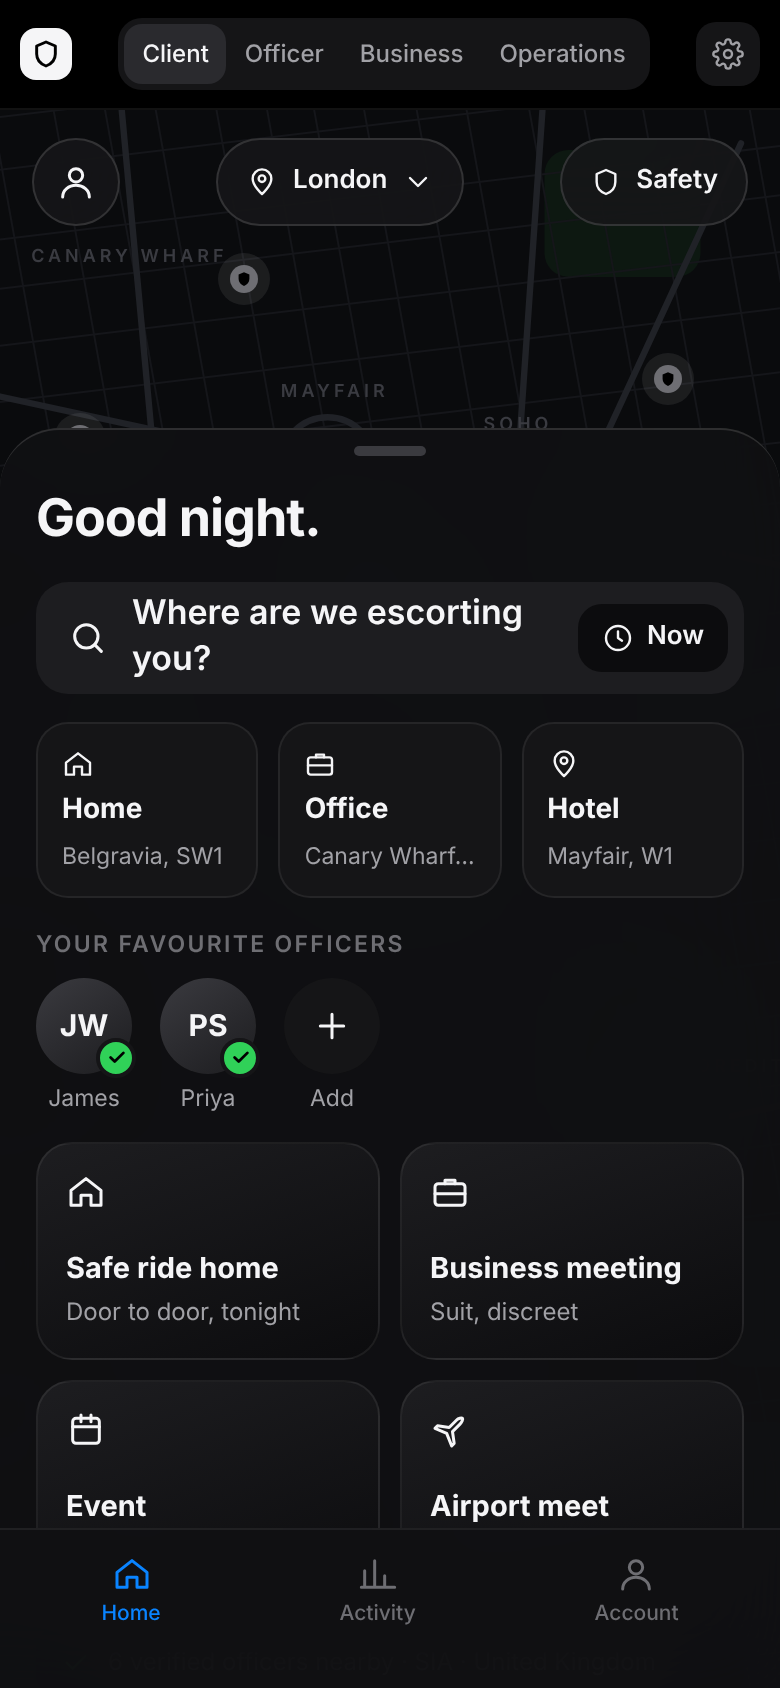 Client Officer Business Operations
London
Safety
CANARY WHARF
MAYFAIR
SOHO
Good night.
Where are we escorting
you?
Now
Home
Belgravia, SW1
Office
Canary Wharf...
Hotel
Mayfair, W1
YOUR FAVOURITE OFFICERS
JW
PS
James
Priya
Add
Safe ride home
Door to door, tonight
Business meeting
Suit, discreet
Event
Airport meet
Home
Activity
Account